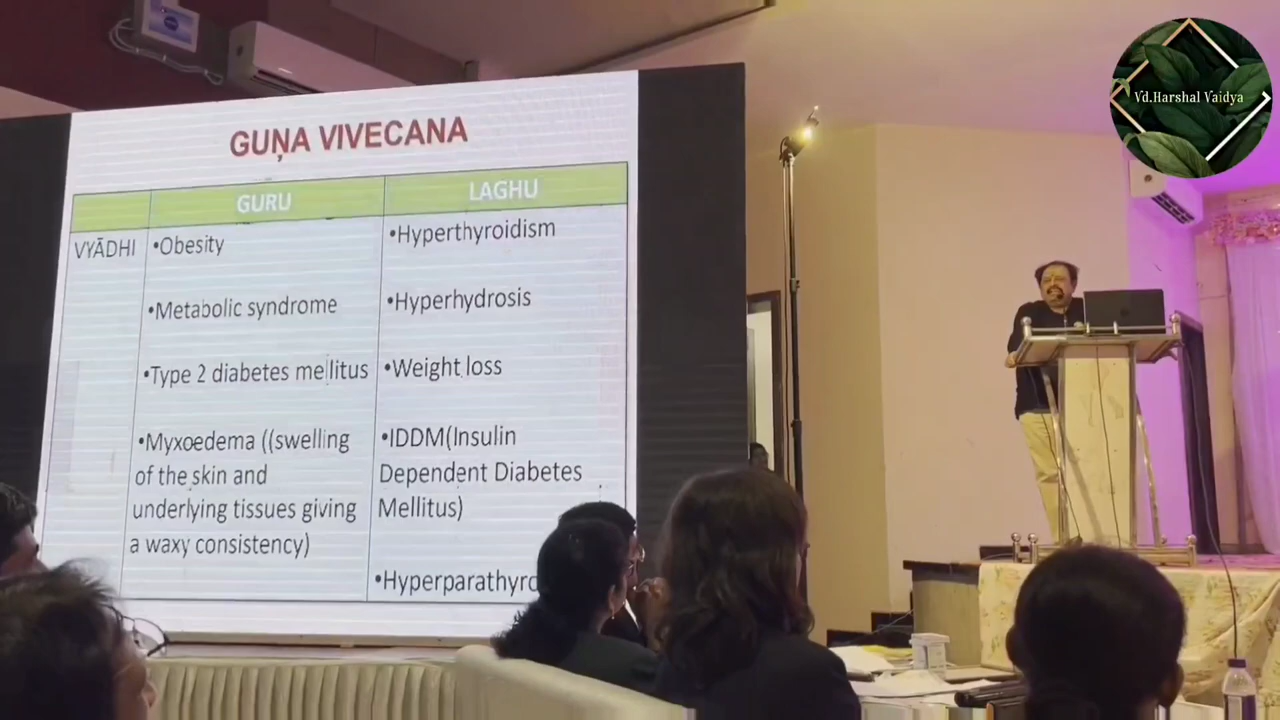 Vd.Harshal Vaidya
GUṆA VIVECANA
GURU
LAGHU
VYĀDHI
•Obesity
•Metabolic syndrome
•Type 2 diabetes mellitus
•Myxoedema ((swelling
of the skin and
underlying tissues giving
a waxy consistency)
•Hyperthyroidism
•Hyperhydrosis
•Weight loss
•IDDM(Insulin
Dependent Diabetes
Mellitus)